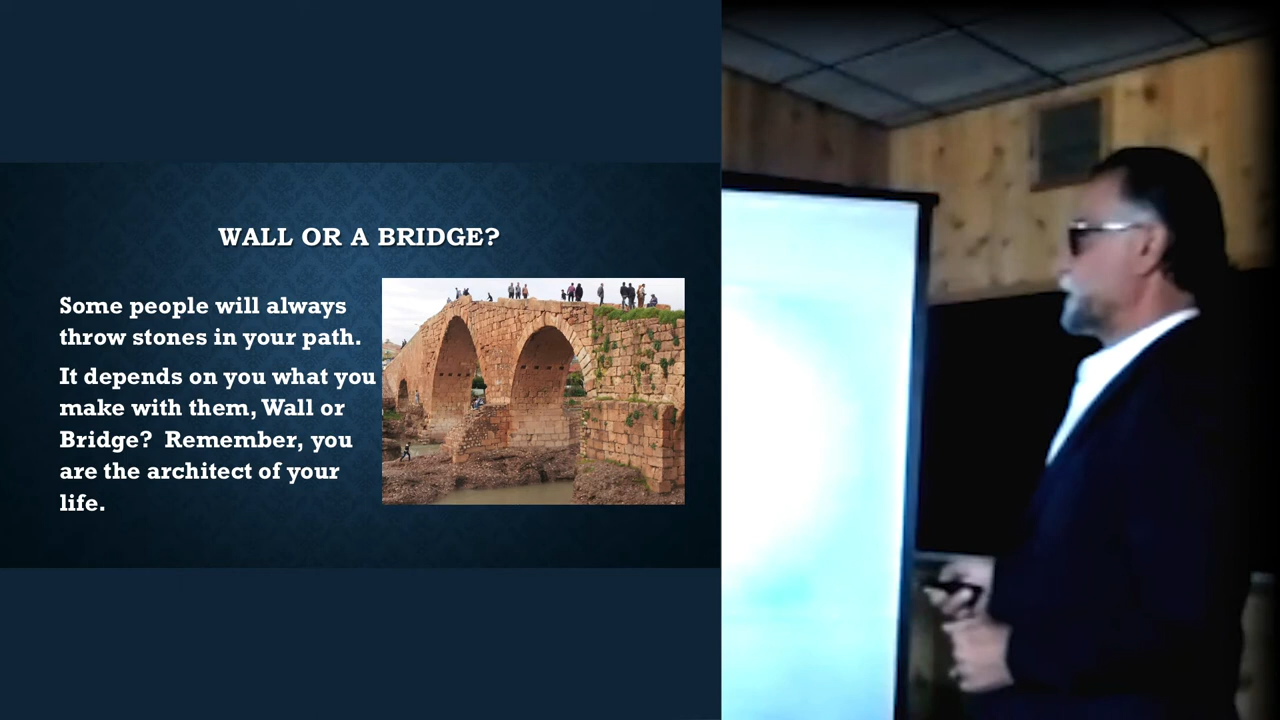 WALL OR A BRIDGE?
Some people will always
throw stones in your path.
It depends on you what you
make with them, Wall or
Bridge?  Remember, you
are the architect of your
life.